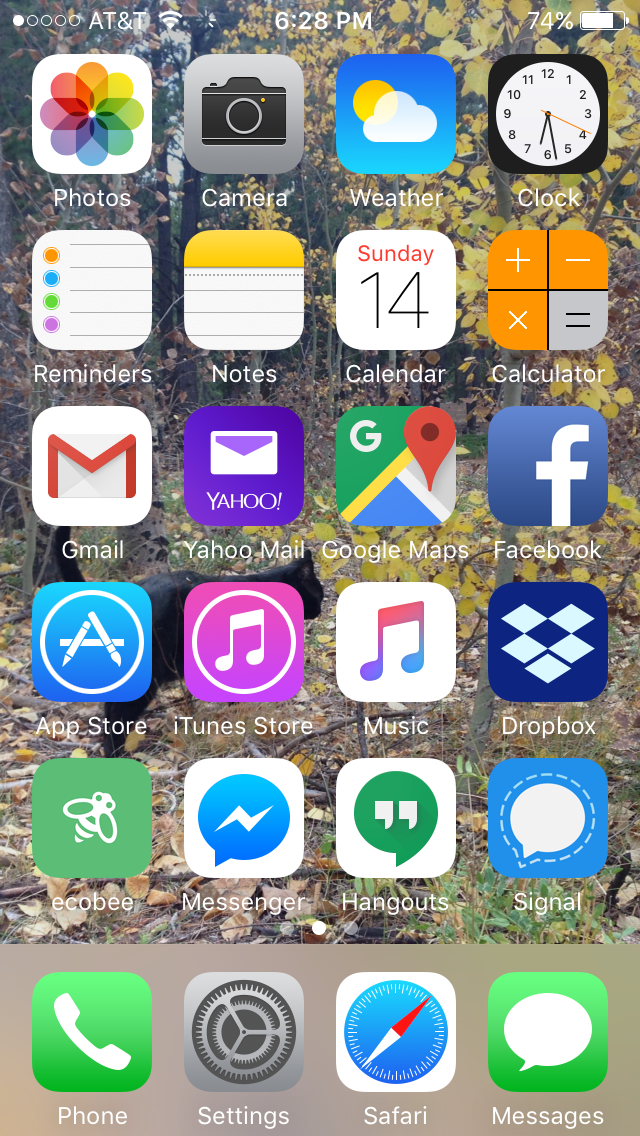 AT&T 6:28 PM 74%
12
11 1
10 2
9 3
8 4
7 5
6
Photos Camera Weather Clock
Sunday
14
Reminders Notes Calendar Calculator
G
YAHOO!
f
Gmail Yahoo Mail Google Maps Facebook
App Store iTunes Store Music Dropbox
ecobee Messenger Hangouts Signal
Phone Settings Safari Messages